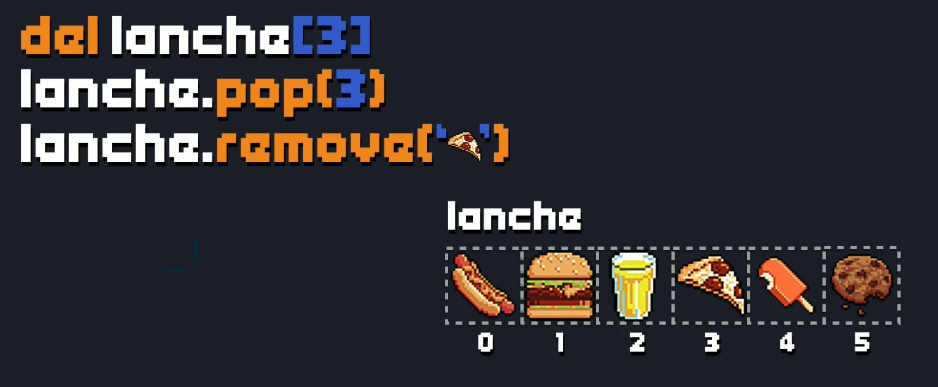 del lanche[3]
lanche.pop(3)
lanche.remove('🍕')
lanche
0 1 2 3 4 5